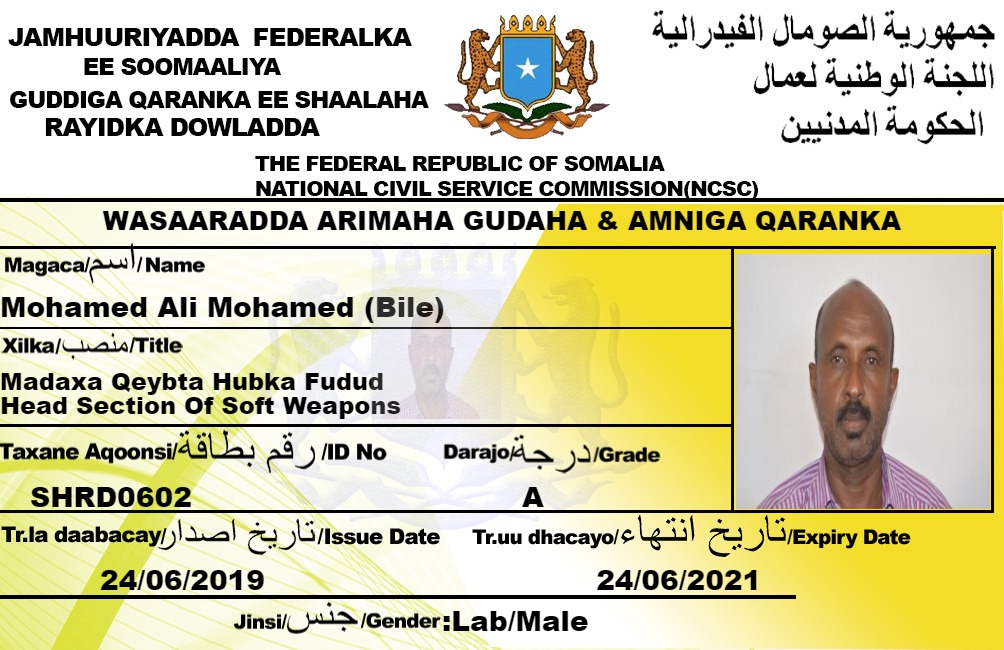 JAMHUURIYADDA FEDERALKA
EE SOOMAALIYA
GUDDIGA QARANKA EE SHAALAHA
RAYIDKA DOWLADDA
جمهورية الصومال الفيدرالية
اللجنة الوطنية لعمال
الحكومة المدنيين
THE FEDERAL REPUBLIC OF SOMALIA
NATIONAL CIVIL SERVICE COMMISSION(NCSC)
WASAARADDA ARIMAHA GUDAHA & AMNIGA QARANKA
Magaca/اسم/Name
Mohamed Ali Mohamed (Bile)
Xilka/منصب/Title
Madaxa Qeybta Hubka Fudud
Head Section Of Soft Weapons
Taxane Aqoonsi/رقم بطاقة/ID No Darajo/درجة/Grade
SHRD0602 A
Tr.la daabacay/تاريخ اصدار/Issue Date Tr.uu dhacayo/تاريخ انتهاء/Expiry Date
24/06/2019 24/06/2021
Jinsi/جنس/Gender:Lab/Male